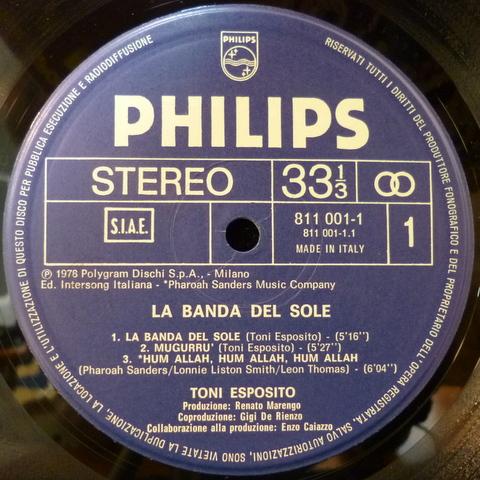 PHILIPS
PHILIPS
STEREO
33 1/3
S.I.A.E.
811 001-1
811 001-1.1
MADE IN ITALY
1
℗ 1978 Polygram Dischi S.p.A., - Milano
Ed. Intersong Italiana - *Pharoah Sanders Music Company
LA BANDA DEL SOLE
1. LA BANDA DEL SOLE (Toni Esposito) - (5'16'')
2. MUGURRU' (Toni Esposito) - (5'27'')
3. *HUM ALLAH, HUM ALLAH, HUM ALLAH
(Pharoah Sanders/Lonnie Liston Smith/Leon Thomas) - (6'04'')
TONI ESPOSITO
Produzione: Renato Marengo
Coproduzione: Gigi De Rienzo
Collaborazione alla produzione: Enzo Caiazzo
RISERVATI TUTTI I DIRITTI DEL PRODUTTORE FONOGRAFICO E DEL PROPRIETARIO DELL'OPERA REGISTRATA. SALVO AUTORIZZAZIONI, SONO VIETATE LA DUPLICAZIONE, LA LOCAZIONE E L'UTILIZZAZIONE DI QUESTO DISCO PER PUBBLICA ESECUZIONE E RADIODIFFUSIONE